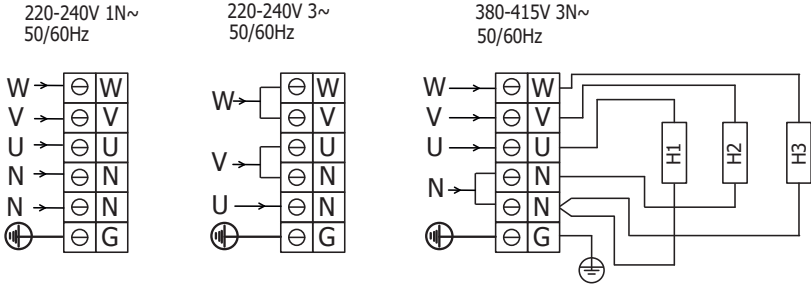 220-240V 1N~
50/60Hz
W W
V V
U U
N N
N N
G
220-240V 3~
50/60Hz
W W
V
V U
N
U N
G
380-415V 3N~
50/60Hz
W W
V V
U U
N N
N
G
H1
H2
H3